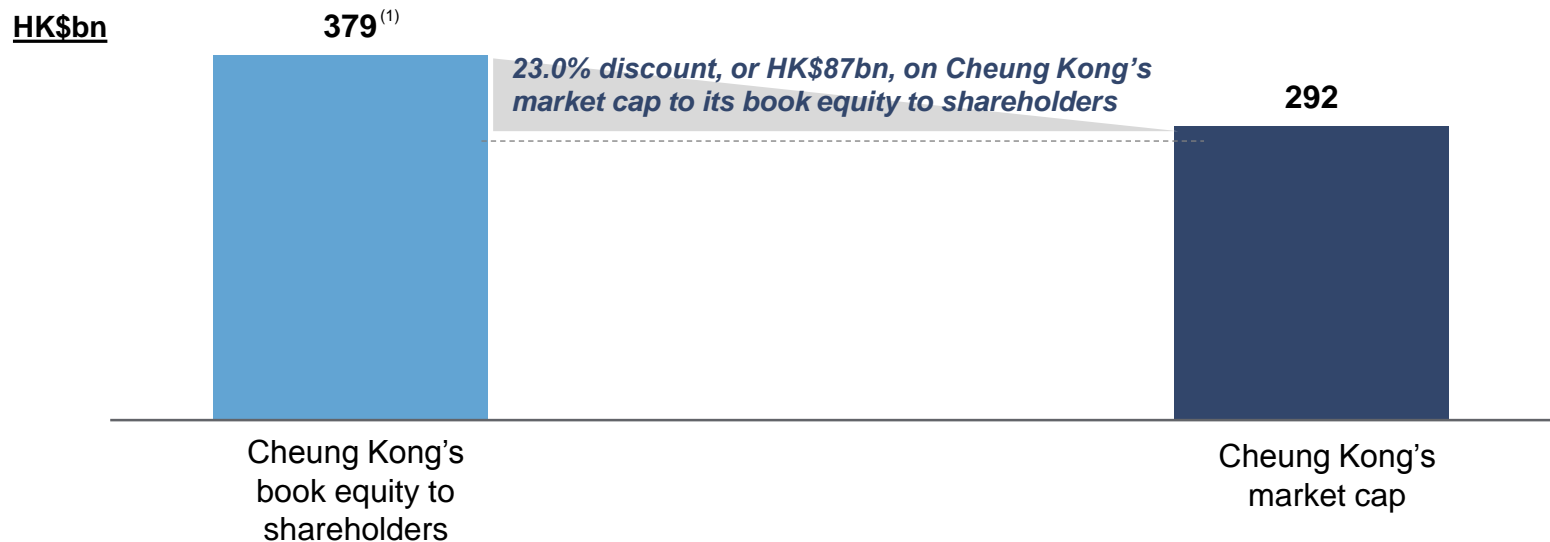 HK$bn
379 (1)
23.0% discount, or HK$87bn, on Cheung Kong’s
market cap to its book equity to shareholders
292
Cheung Kong’s
book equity to
shareholders
Cheung Kong’s
market cap